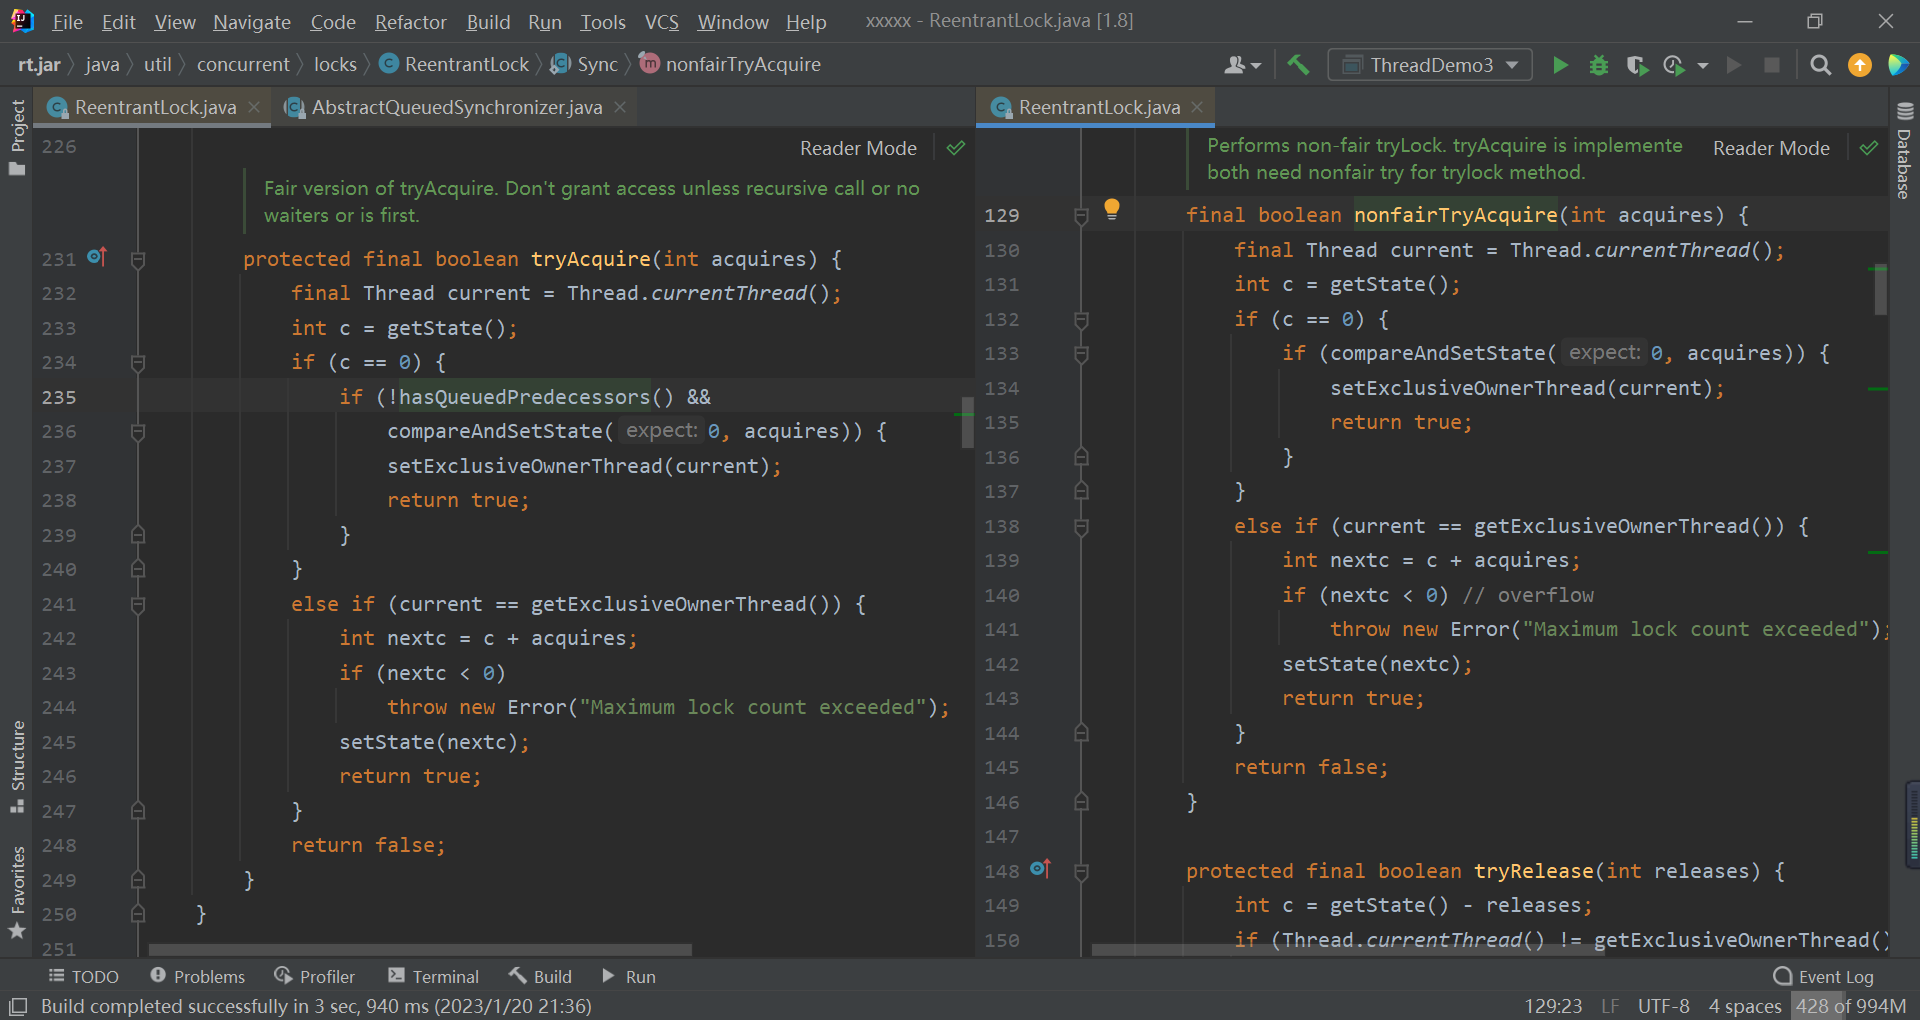 File Edit View Navigate Code Refactor Build Run Tools VCS Window Help xxxxx - ReentrantLock.java [1.8]
rt.jar java util concurrent locks ReentrantLock Sync nonfairTryAcquire ThreadDemo3
ReentrantLock.java AbstractQueuedSynchronizer.java
ReentrantLock.java
Project
Structure
Favorites
Reader Mode
226
Fair version of tryAcquire. Don't grant access unless recursive call or no
waiters or is first.
231 protected final boolean tryAcquire(int acquires) {
232 final Thread current = Thread.currentThread();
233 int c = getState();
234 if (c == 0) {
235 if (!hasQueuedPredecessors() &&
236 compareAndSetState( expect: 0, acquires)) {
237 setExclusiveOwnerThread(current);
238 return true;
239 }
240 }
241 else if (current == getExclusiveOwnerThread()) {
242 int nextc = c + acquires;
243 if (nextc < 0)
244 throw new Error("Maximum lock count exceeded");
245 setState(nextc);
246 return true;
247 }
248 return false;
249 }
250 }
251
Performs non-fair tryLock. tryAcquire is implemente
both need nonfair try for trylock method.
Reader Mode
129 final boolean nonfairTryAcquire(int acquires) {
130 final Thread current = Thread.currentThread();
131 int c = getState();
132 if (c == 0) {
133 if (compareAndSetState( expect: 0, acquires)) {
134 setExclusiveOwnerThread(current);
135 return true;
136 }
137 }
138 else if (current == getExclusiveOwnerThread()) {
139 int nextc = c + acquires;
140 if (nextc < 0) // overflow
141 throw new Error("Maximum lock count exceeded");
142 setState(nextc);
143 return true;
144 }
145 return false;
146 }
147
148 protected final boolean tryRelease(int releases) {
149 int c = getState() - releases;
150 if (Thread.currentThread() != getExclusiveOwnerThread()
Database
TODO Problems Profiler Terminal Build Run Event Log
Build completed successfully in 3 sec, 940 ms (2023/1/20 21:36) 129:23 LF UTF-8 4 spaces 428 of 994M